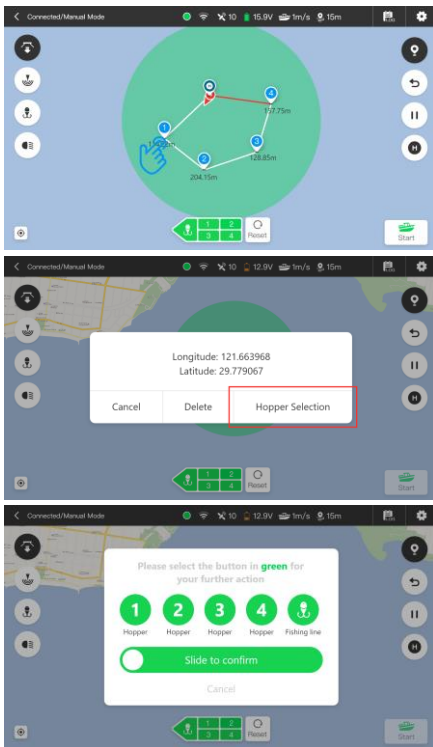 Connected/Manual Mode 10 15.9V 1m/s 15m
4
157.75m
1
3
128.85m
2
204.15m
H
1 2
3 4
Reset
Start
Connected/Manual Mode 10 12.9V 1m/s 15m
Longitude: 121.663968
Latitude: 29.779067
Cancel Delete Hopper Selection
H
1 2
3 4
Reset
Start
Connected/Manual Mode 10 12.9V 1m/s 15m
Please select the button in green for
your further action
1 2 3 4
Hopper Hopper Hopper Hopper Fishing line
Slide to confirm
Cancel
H
1 2
3 4
Reset
Start